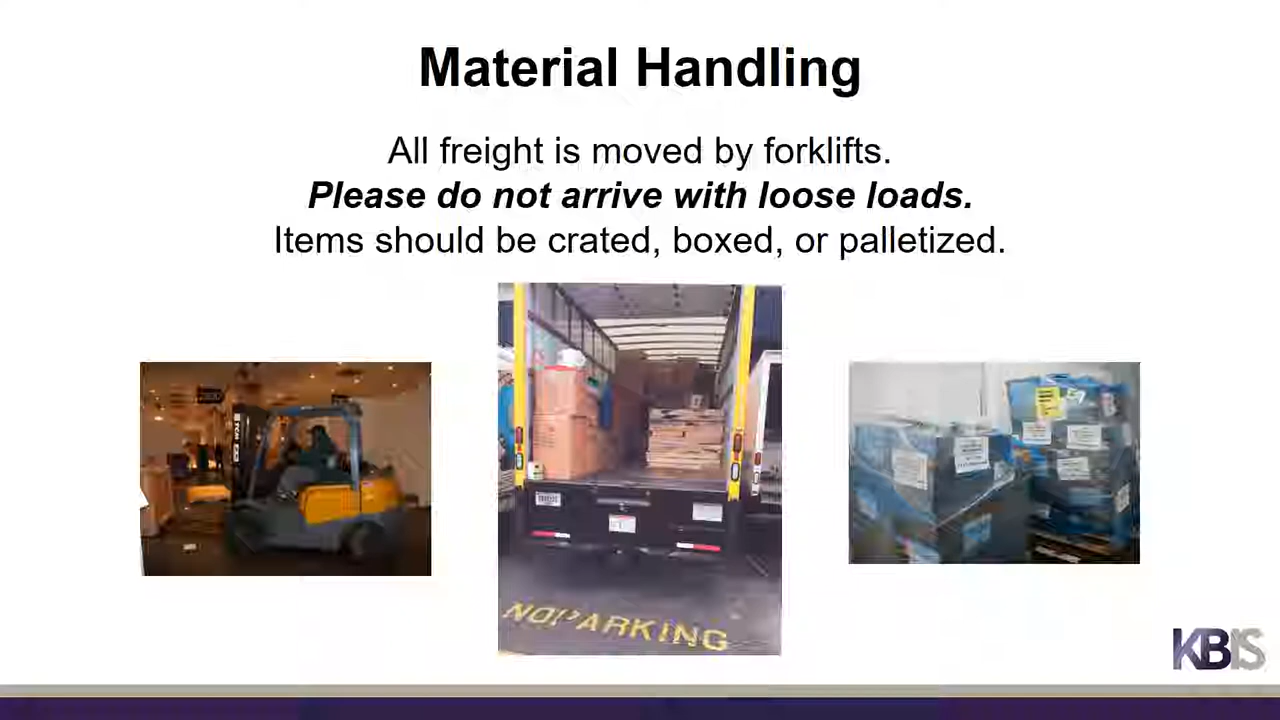 Material Handling
All freight is moved by forklifts.
Please do not arrive with loose loads.
Items should be crated, boxed, or palletized.
NO PARKING
KBIS